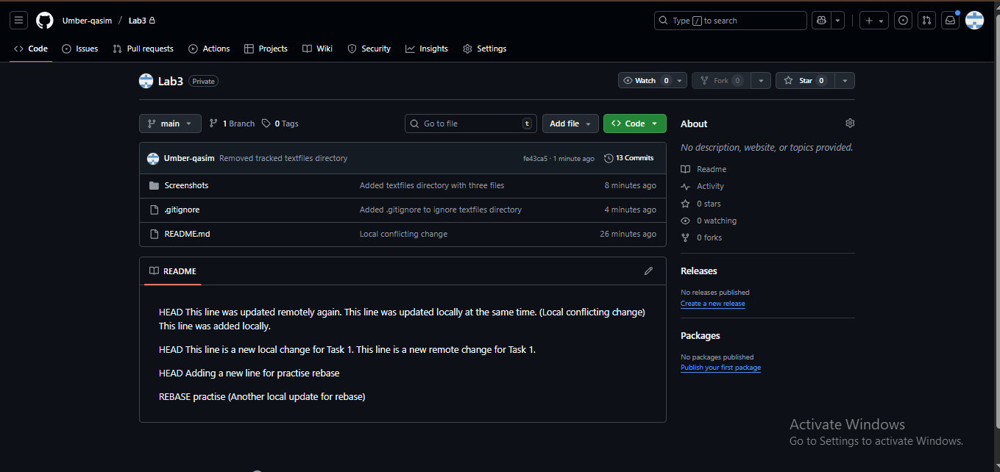 Umber-qasim / Lab3
Type / to search
Code Issues Pull requests Actions Projects Wiki Security Insights Settings
Lab3 Private
Watch 0 Fork 0 Star 0
main 1 Branch 0 Tags
Go to file t Add file Code
Umber-qasim Removed tracked textfiles directory fe43ca5 · 1 minute ago 13 Commits
Screenshots Added textfiles directory with three files 8 minutes ago
.gitignore Added .gitignore to ignore textfiles directory 4 minutes ago
README.md Local conflicting change 26 minutes ago
README
HEAD This line was updated remotely again. This line was updated locally at the same time. (Local conflicting change)
This line was added locally.
HEAD This line is a new local change for Task 1. This line is a new remote change for Task 1.
HEAD Adding a new line for practise rebase
REBASE practise (Another local update for rebase)
About
No description, website, or topics provided.
Readme
Activity
0 stars
0 watching
0 forks
Releases
No releases published
Create a new release
Packages
No packages published
Publish your first package
Activate Windows
Go to Settings to activate Windows.